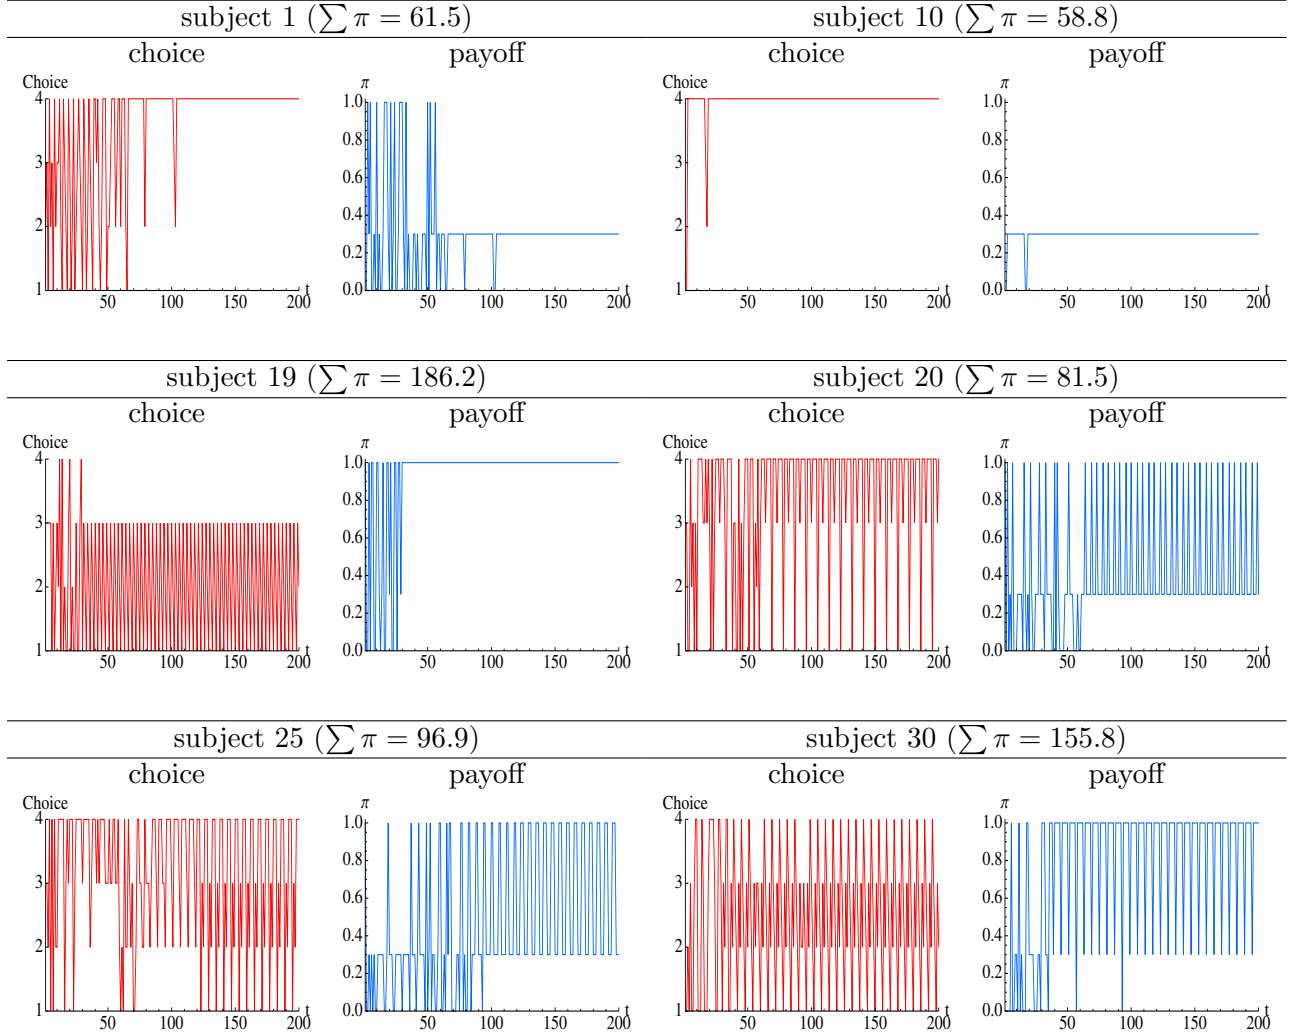 subject 1 (∑ π = 61.5) subject 10 (∑ π = 58.8)
choice payoff choice payoff
Choice π Choice π
4 3 2 1 50 100 150 200 t
1.0 0.8 0.6 0.4 0.2 0.0 50 100 150 200 t
4 3 2 1 50 100 150 200 t
1.0 0.8 0.6 0.4 0.2 0.0 50 100 150 200 t
subject 19 (∑ π = 186.2) subject 20 (∑ π = 81.5)
choice payoff choice payoff
Choice π Choice π
4 3 2 1 50 100 150 200 t
1.0 0.8 0.6 0.4 0.2 0.0 50 100 150 200 t
4 3 2 1 50 100 150 200 t
1.0 0.8 0.6 0.4 0.2 0.0 50 100 150 200 t
subject 25 (∑ π = 96.9) subject 30 (∑ π = 155.8)
choice payoff choice payoff
Choice π Choice π
4 3 2 1 50 100 150 200 t
1.0 0.8 0.6 0.4 0.2 0.0 50 100 150 200 t
4 3 2 1 50 100 150 200 t
1.0 0.8 0.6 0.4 0.2 0.0 50 100 150 200 t